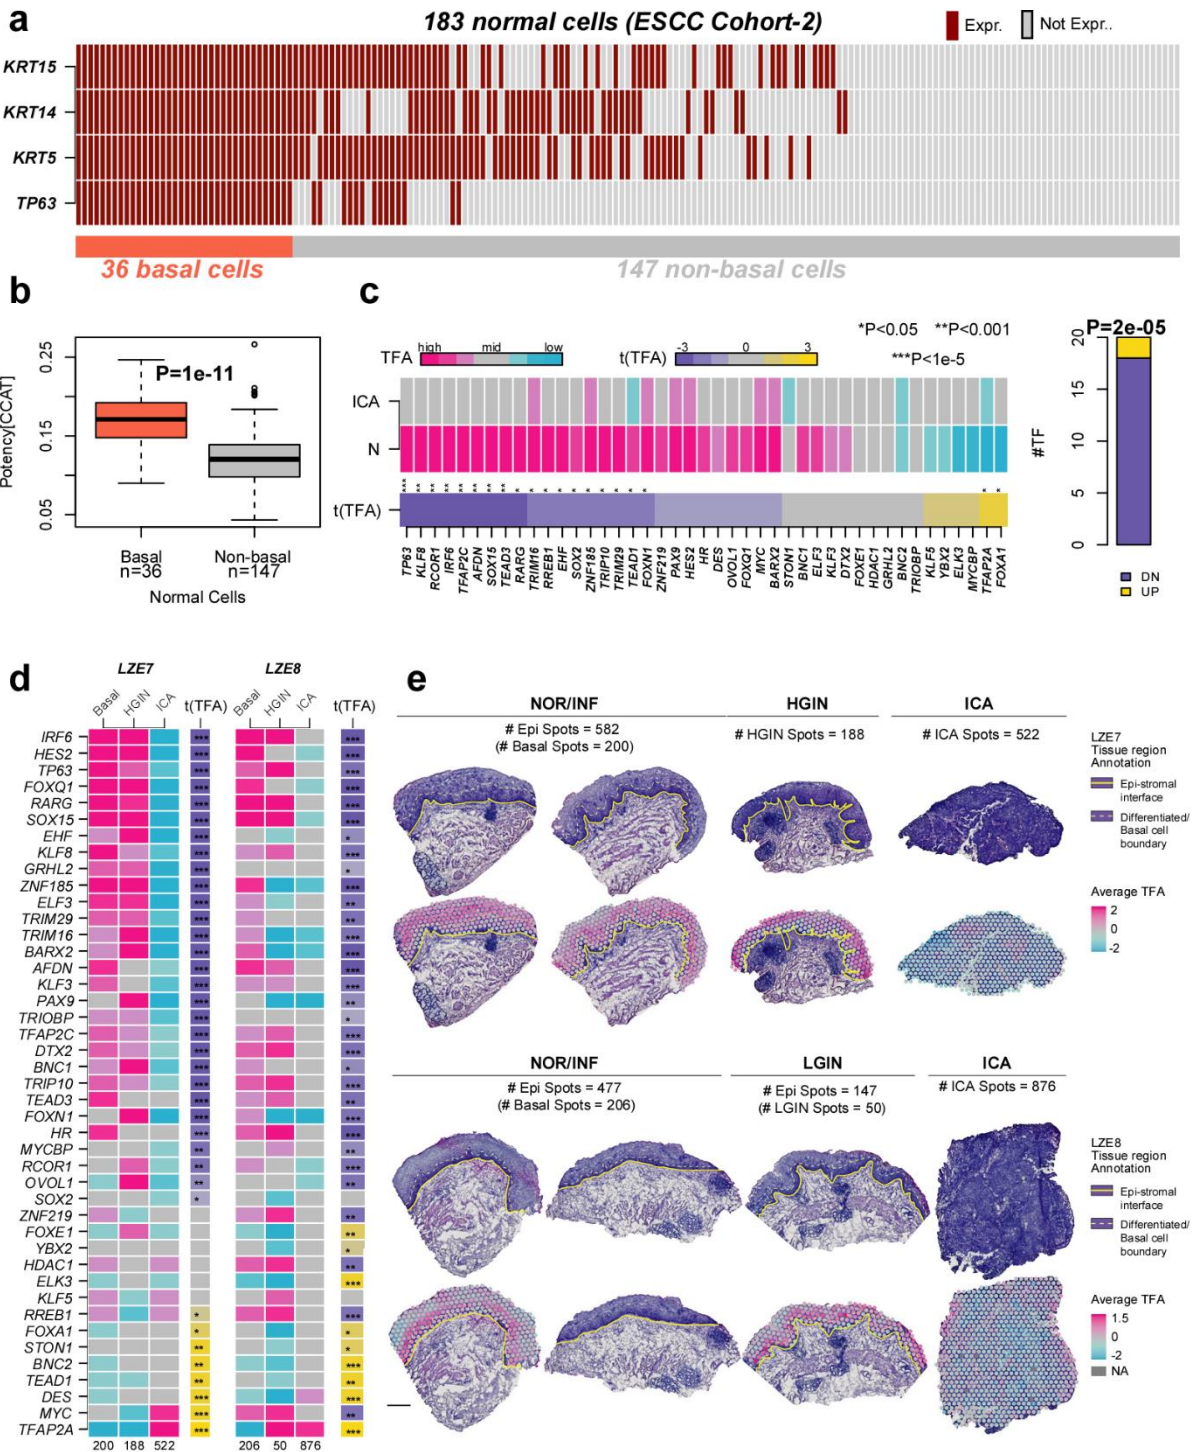 a
183 normal cells (ESCC Cohort-2)
Expr.
Not Expr..
KRT15
KRT14
KRT5
TP63
36 basal cells
147 non-basal cells
b
Potency[CCAT]
0.25
0.15
0.05
P=1e-11
Basal
n=36
Non-basal
n=147
Normal Cells
c
*P<0.05
**P<0.001
***P<1e-5
TFA
high
mid
low
t(TFA)
-3
0
3
ICA
N
t(TFA)
*** ** ** ** ** ** ** ** * * * * * * * * * * * *
TP63
KLF8
RCOR1
IRF6
TFAP2C
AFDN
SOX15
TEAD3
RARG
TRIM16
RREB1
EHF
SOX2
ZNF185
TRIP10
TRIM29
TEAD1
FOXN1
ZNF219
PAX9
HES2
HR
DES
OVOL1
FOXQ1
MYC
BARX2
STON1
BNC1
ELF3
KLF3
DTX2
FOXE1
HDAC1
GRHL2
BNC2
TRIOBP
KLF5
YBX2
ELK3
MYCBP
TFAP2A
FOXA1
P=2e-05
#TF
20
15
10
5
0
DN
UP
d
LZE7
LZE8
Basal HGIN ICA t(TFA) Basal HGIN ICA t(TFA)
IRF6 *** ***
HES2 *** ***
TP63 *** ***
FOXQ1 *** ***
RARG *** ***
SOX15 *** ***
EHF *** *
KLF8 *** ***
GRHL2 *** *
ZNF185 *** ***
ELF3 *** **
TRIM29 *** **
TRIM16 *** ***
BARX2 *** ***
AFDN *** ***
KLF3 *** ***
PAX9 *** **
TRIOBP *** *
TFAP2C *** ***
DTX2 *** ***
BNC1 *** *
TRIP10 *** ***
TEAD3 *** **
FOXN1 *** ***
HR *** ***
MYCBP ** **
RCOR1 ** ***
OVOL1 ** **
SOX2 *
ZNF219 **
FOXE1 **
YBX2 *
HDAC1 **
ELK3 ***
KLF5
RREB1 * ***
FOXA1 * *
STON1 ** *
BNC2 ** ***
TEAD1 ** **
DES *** ***
MYC *** **
TFAP2A *** ***
200 188 522 206 50 876
e
NOR/INF
HGIN
ICA
# Epi Spots = 582
(# Basal Spots = 200)
# HGIN Spots = 188
# ICA Spots = 522
LZE7
Tissue region
Annotation
Epi-stromal
interface
Differentiated/
Basal cell
boundary
Average TFA
2
0
-2
NOR/INF
LGIN
ICA
# Epi Spots = 477
(# Basal Spots = 206)
# Epi Spots = 147
(# LGIN Spots = 50)
# ICA Spots = 876
LZE8
Tissue region
Annotation
Epi-stromal
interface
Differentiated/
Basal cell
boundary
Average TFA
1.5
0
-2
NA